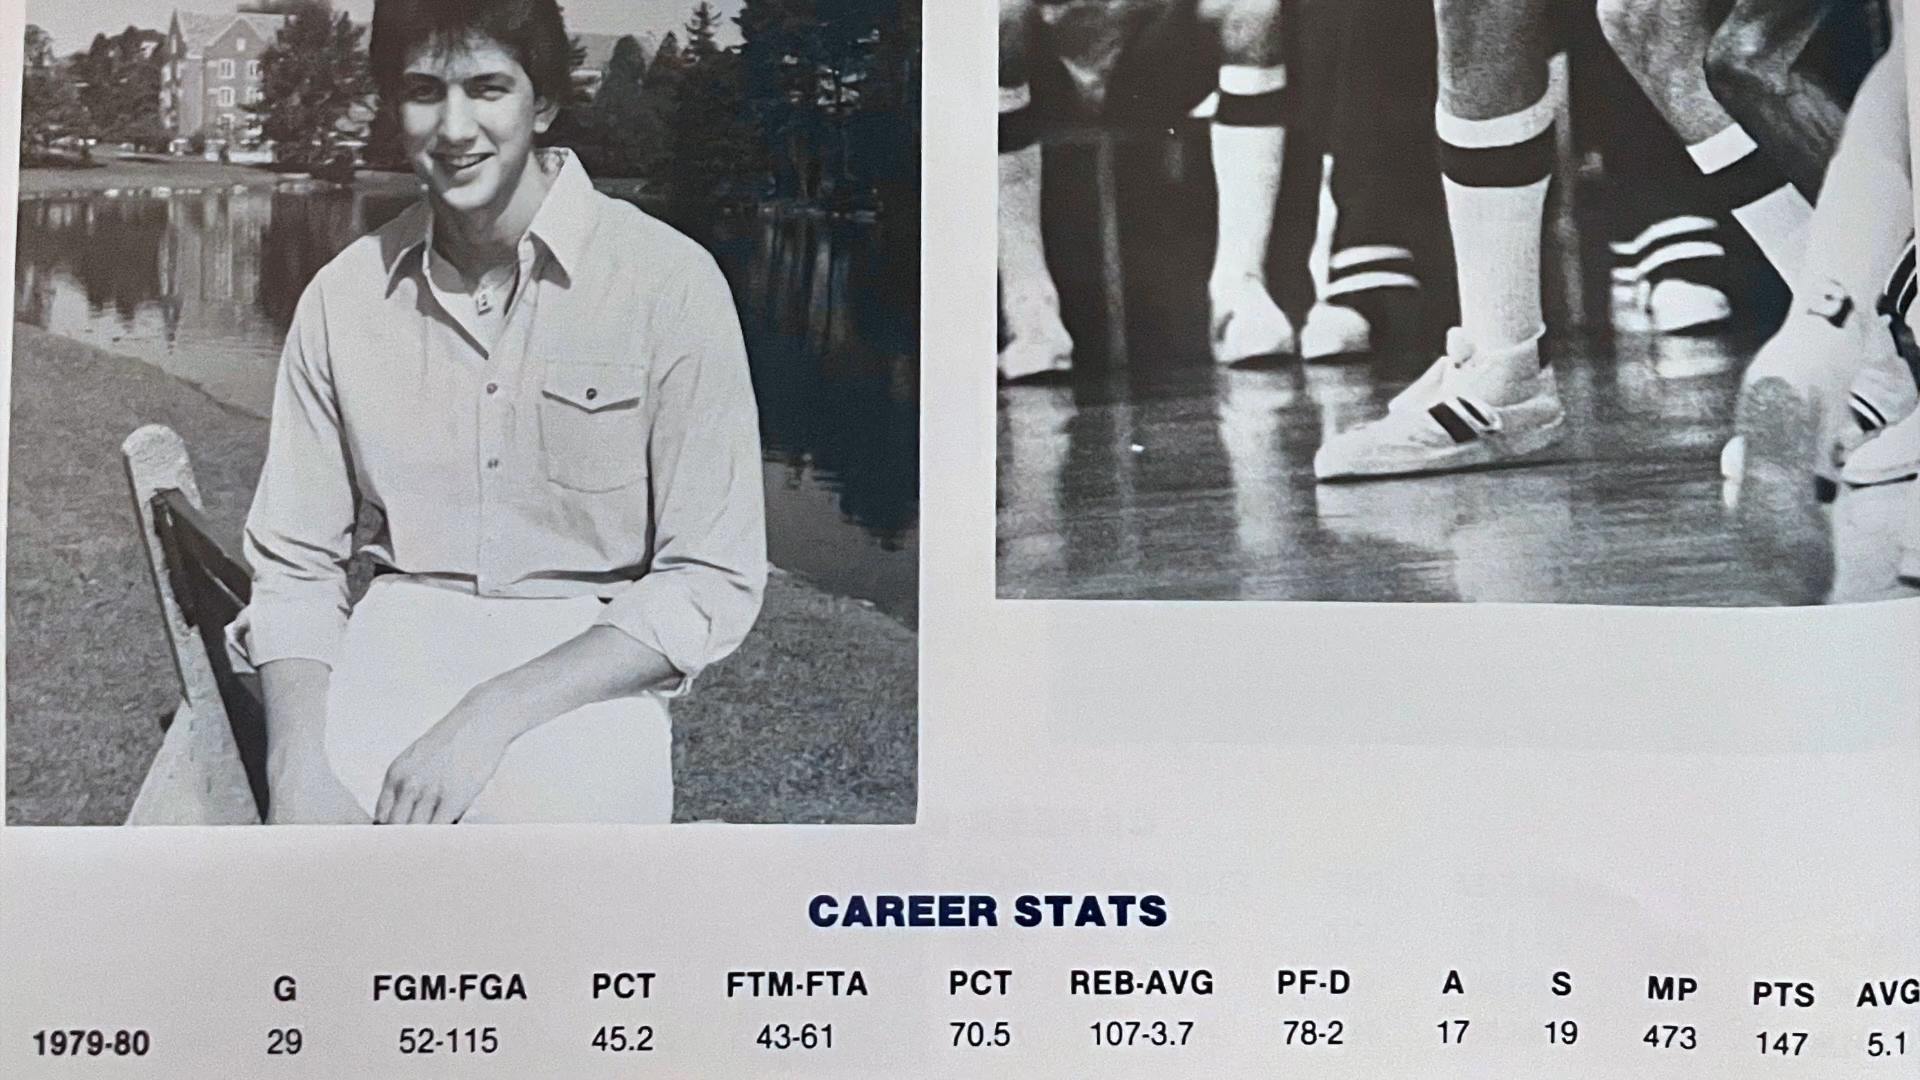 CAREER STATS
G FGM-FGA PCT FTM-FTA PCT REB-AVG PF-D A S MP PTS AVG
1979-80 29 52-115 45.2 43-61 70.5 107-3.7 78-2 17 19 473 147 5.1